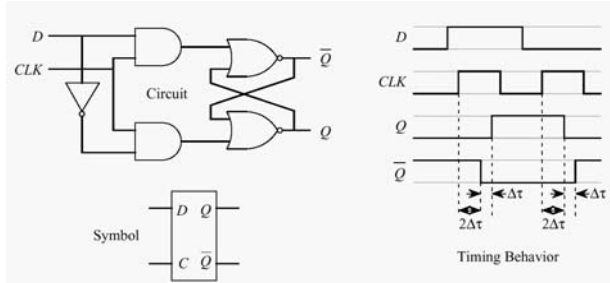 D
CLK
Circuit
Q̅
Q
Symbol
D Q
C Q̅
D
CLK
Q
Q̅
Δτ Δτ
2Δτ 2Δτ
Timing Behavior